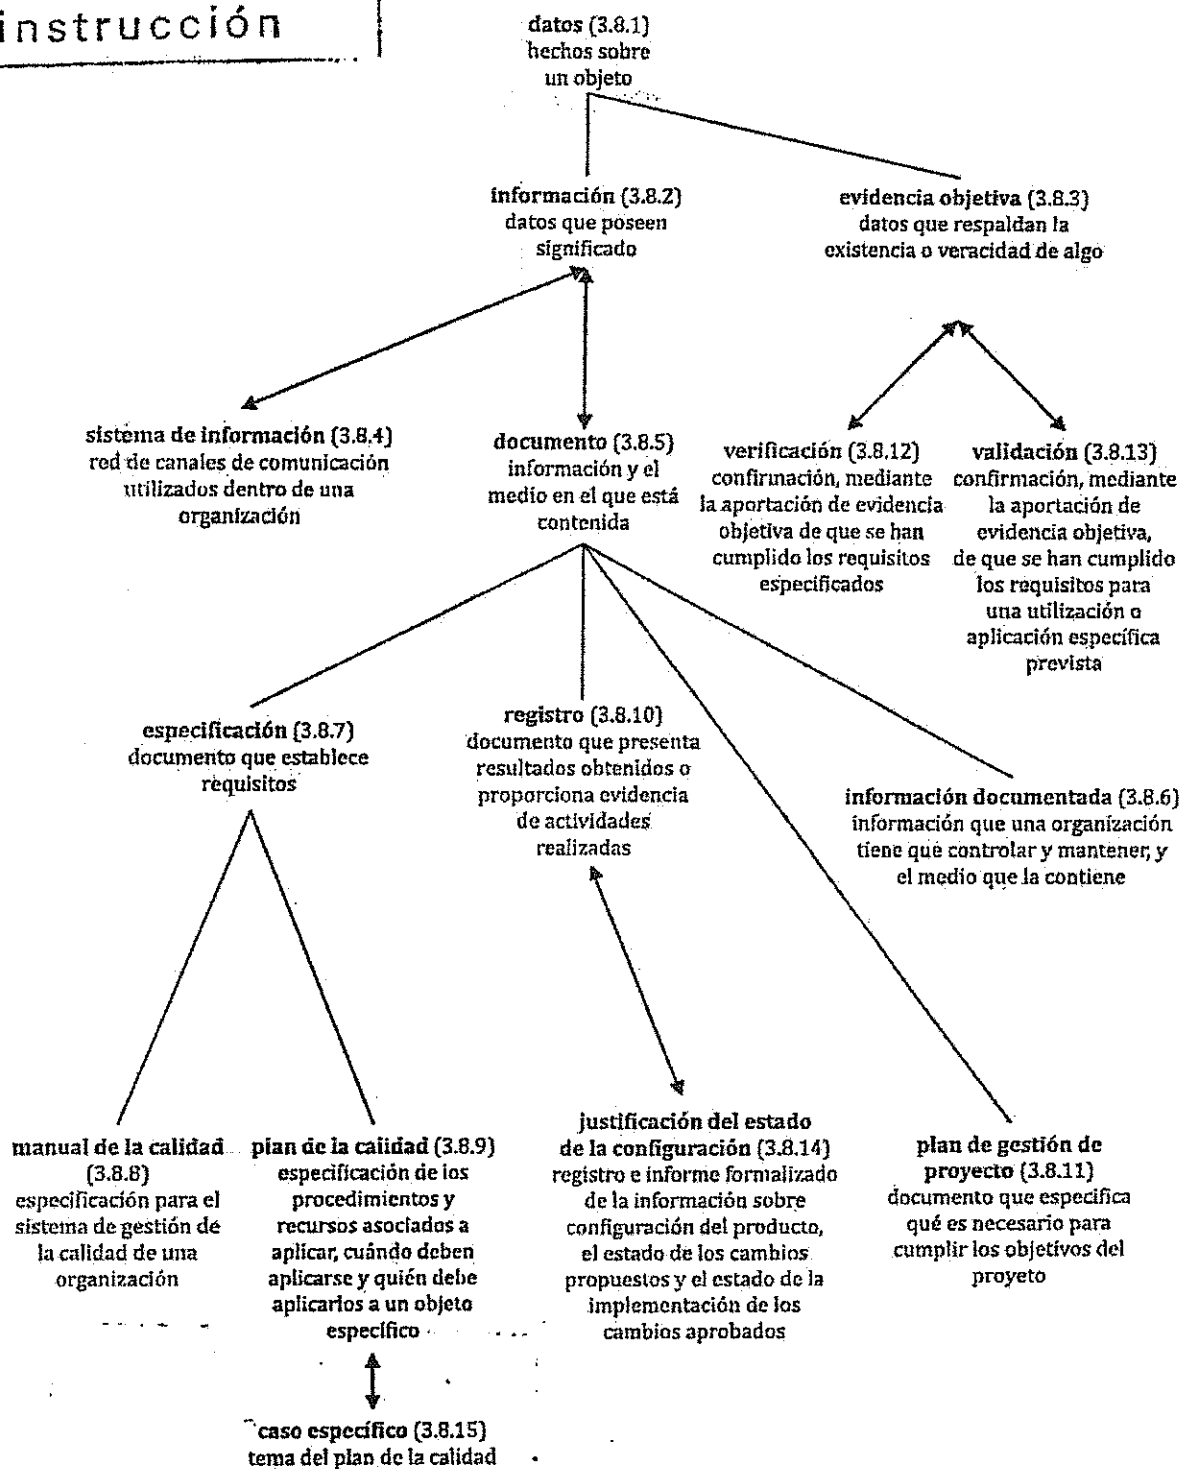 instrucción
datos (3.8.1)
hechos sobre
un objeto
información (3.8.2)
datos que poseen
significado
evidencia objetiva (3.8.3)
datos que respaldan la
existencia o veracidad de algo
sistema de información (3.8.4)
red de canales de comunicación
utilizados dentro de una
organización
documento (3.8.5)
información y el
medio en el que está
contenida
verificación (3.8.12)
confirmación, mediante
la aportación de evidencia
objetiva de que se han
cumplido los requisitos
especificados
validación (3.8.13)
confirmación, mediante
la aportación de
evidencia objetiva,
de que se han cumplido
los requisitos para
una utilización o
aplicación específica
prevista
especificación (3.8.7)
documento que establece
requisitos
registro (3.8.10)
documento que presenta
resultados obtenidos o
proporciona evidencia
de actividades
realizadas
información documentada (3.8.6)
información que una organización
tiene que controlar y mantener, y
el medio que la contiene
manual de la calidad
(3.8.8)
especificación para el
sistema de gestión de
la calidad de una
organización
plan de la calidad (3.8.9)
especificación de los
procedimientos y
recursos asociados a
aplicar, cuándo deben
aplicarse y quién debe
aplicarlos a un objeto
específico
justificación del estado
de la configuración (3.8.14)
registro e informe formalizado
de la información sobre
configuración del producto,
el estado de los cambios
propuestos y el estado de la
implementación de los
cambios aprobados
plan de gestión de
proyecto (3.8.11)
documento que especifica
qué es necesario para
cumplir los objetivos del
proyeto
caso específico (3.8.15)
tema del plan de la calidad